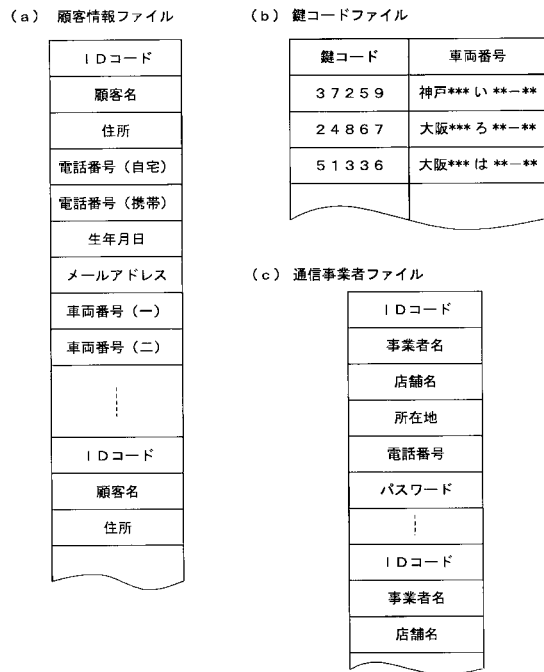 (a) 顧客情報ファイル
IDコード
顧客名
住所
電話番号（自宅）
電話番号（携帯）
生年月日
メールアドレス
車両番号（一）
車両番号（二）
IDコード
顧客名
住所
(b) 鍵コードファイル
鍵コード 車両番号
37259 神戸*** い **ー**
24867 大阪*** ろ **ー**
51336 大阪*** は **ー**
(c) 通信事業者ファイル
IDコード
事業者名
店舗名
所在地
電話番号
パスワード
IDコード
事業者名
店舗名